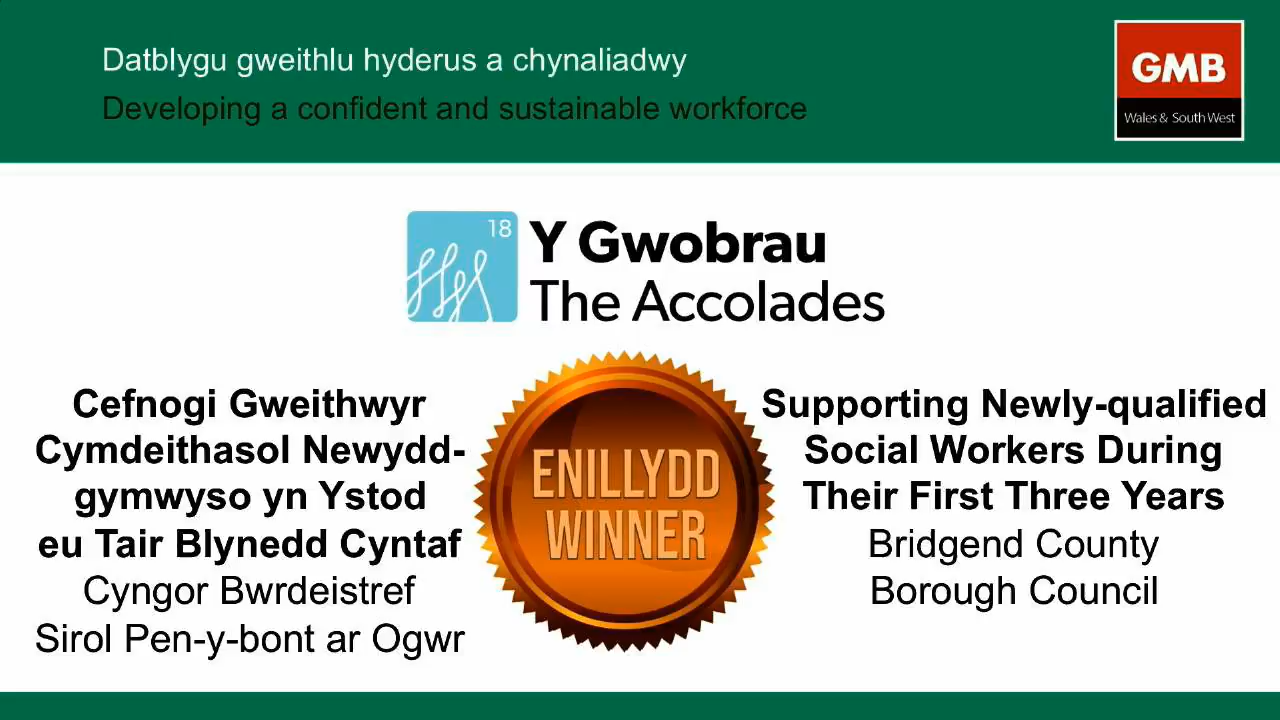 Datblygu gweithlu hyderus a chynaliadwy
Developing a confident and sustainable workforce
GMB
Wales & South West
18
Y Gwobrau
The Accolades
Cefnogi Gweithwyr
Cymdeithasol Newydd-
gymwyso yn Ystod
eu Tair Blynedd Cyntaf
Cyngor Bwrdeistref
Sirol Pen-y-bont ar Ogwr
ENILLYDD
WINNER
Supporting Newly-qualified
Social Workers During
Their First Three Years
Bridgend County
Borough Council